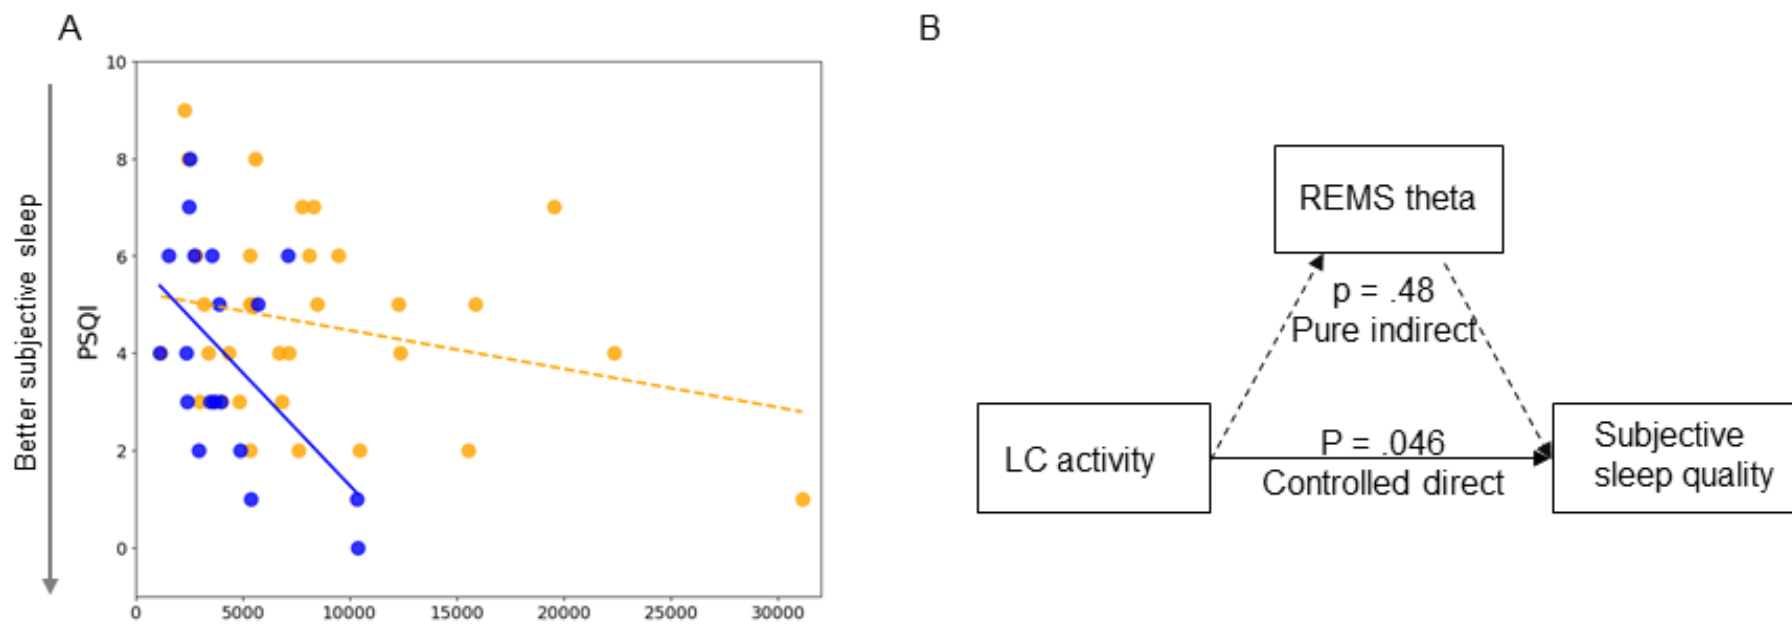 A
B
Better subjective sleep
PSQI
10
8
6
4
2
0
0 5000 10000 15000 20000 25000 30000
REMS theta
p = .48
Pure indirect
LC activity
P = .046
Controlled direct
Subjective
sleep quality